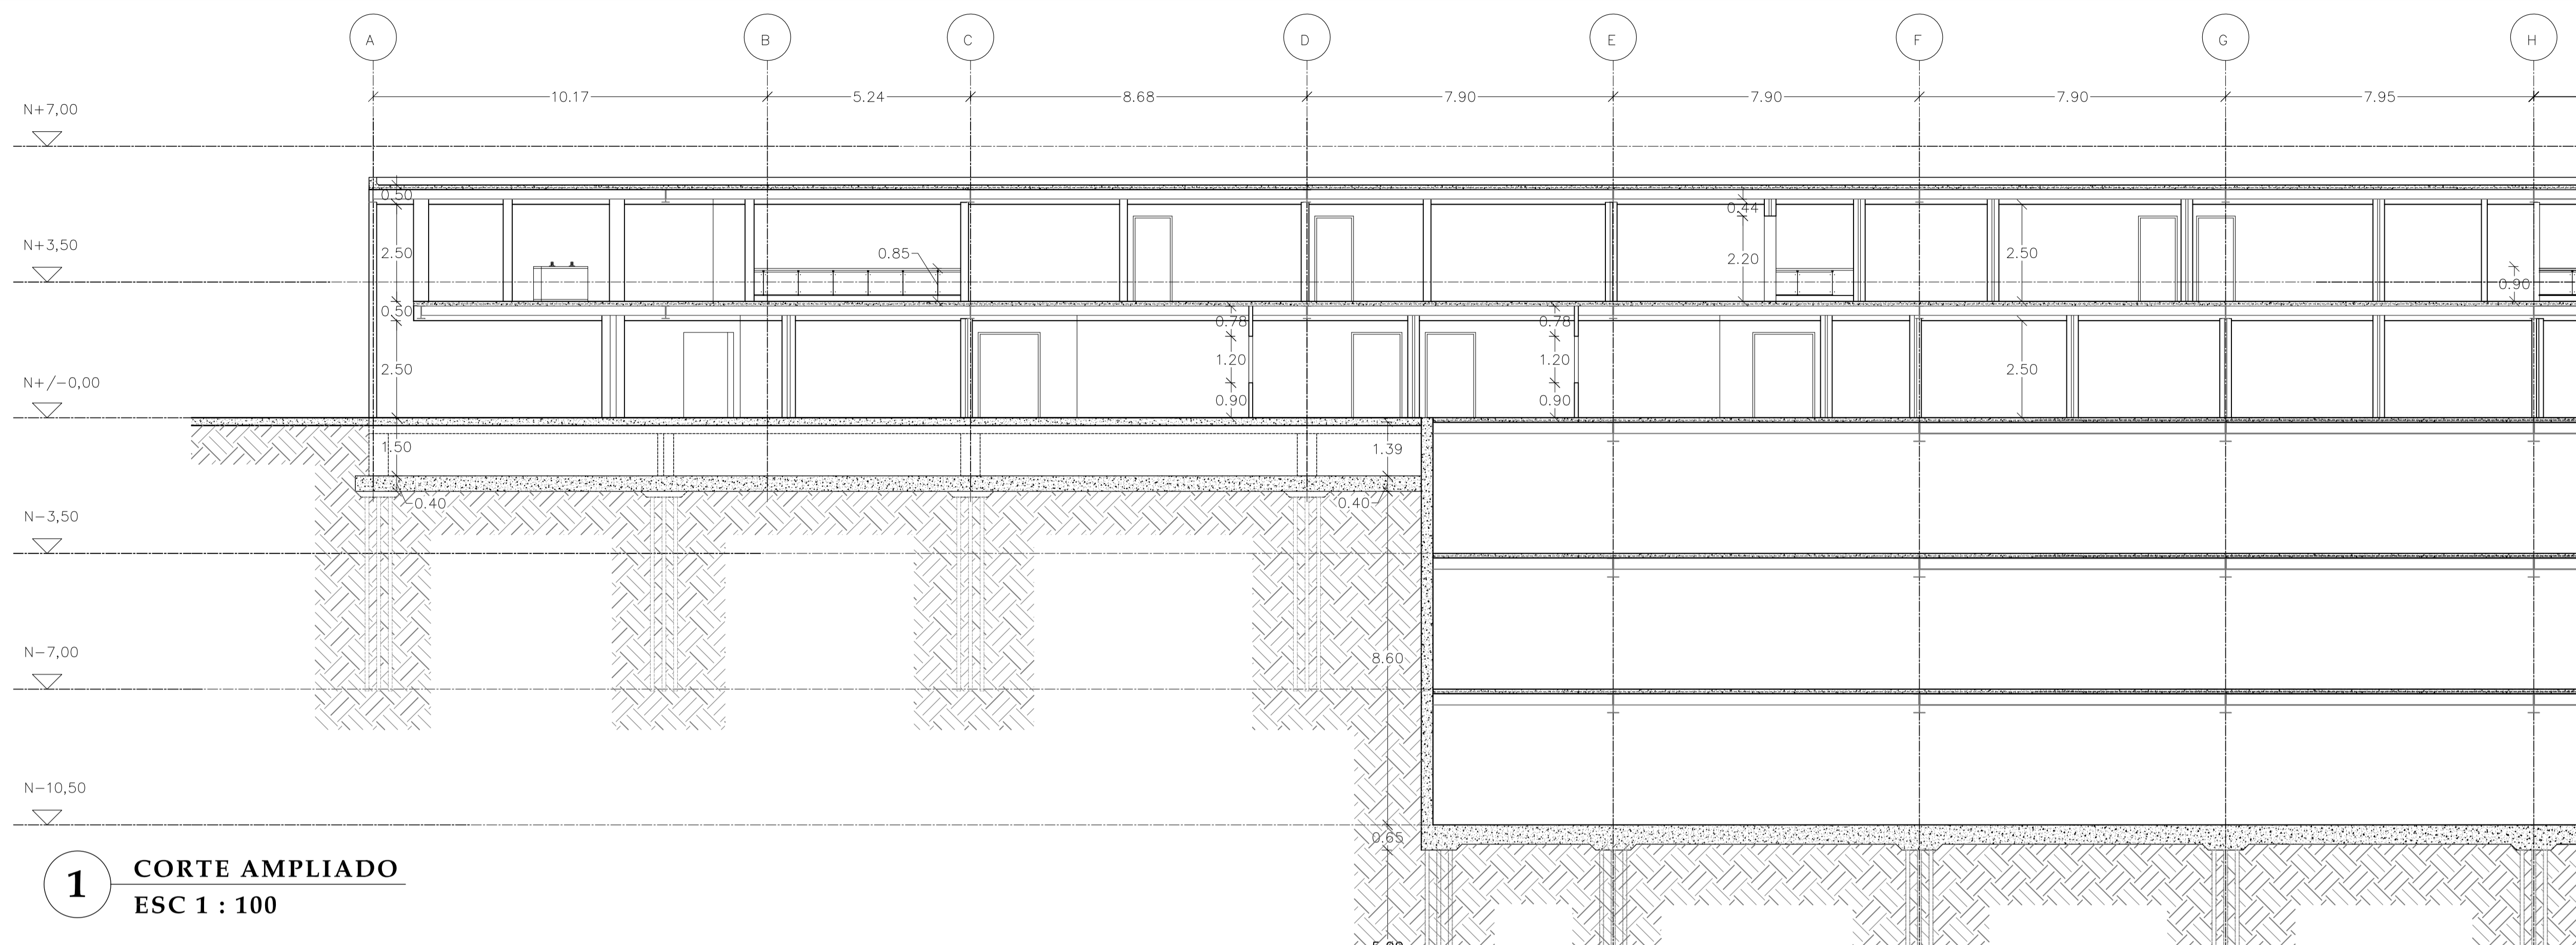 A B C D E F G H
10.17 5.24 8.68 7.90 7.90 7.90 7.95
N+7,00
0.50
0.44
N+3,50
2.50 0.85 2.20 2.50
0.90
0.50 0.78 0.78
1.20 1.20
2.50 2.50
N+/-0,00
0.90 0.90
1.50 1.39
0.40 0.40
N-3,50
N-7,00
8.60
N-10,50
0.65
1 CORTE AMPLIADO
ESC 1 : 100